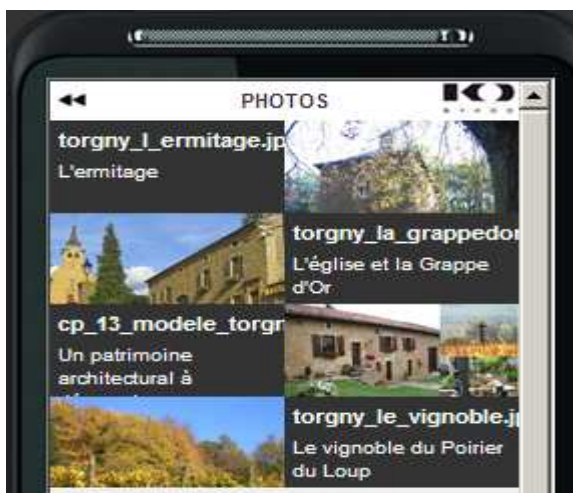 PHOTOS
torgny_l_ermitage.jp
L'ermitage
torgny_la_grappedor
L'église et la Grappe
d'Or
cp_13_modele_torgn
Un patrimoine
architectural à
torgny_le_vignoble.j
Le vignoble du Poirier
du Loup